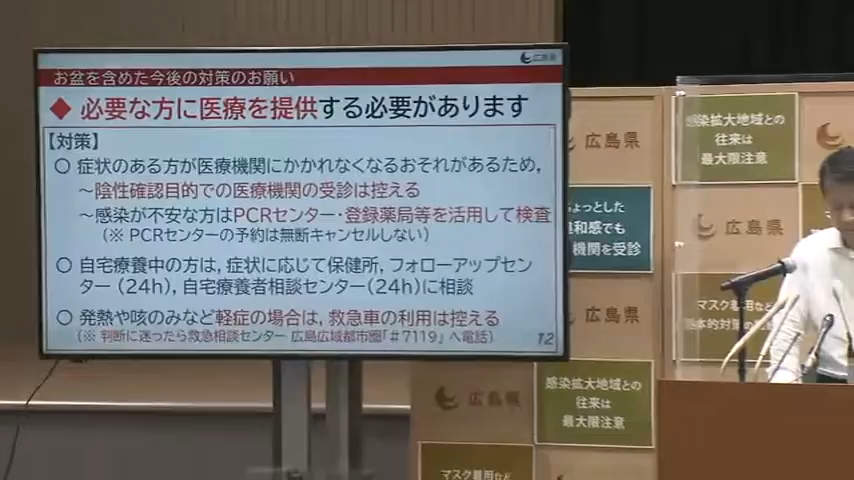 お盆を含めた今後の対策のお願い
広島県
◆ 必要な方に医療を提供する必要があります
【対策】
○ 症状のある方が医療機関にかかれなくなるおそれがあるため,
～陰性確認目的での医療機関の受診は控える
～感染が不安な方はPCRセンター・登録薬局等を活用して検査
(※ PCRセンターの予約は無断キャンセルしない)
○ 自宅療養中の方は, 症状に応じて保健所, フォローアップセン
ター (24h), 自宅療養者相談センター(24h)に相談
○ 発熱や咳のみなど軽症の場合は, 救急車の利用は控える
(※ 判断に迷ったら救急相談センター 広島広域都市圏「#7119」へ電話)
12
広島県
感染拡大地域との
往来は
最大限注意
ちょっとした
違和感でも
機関を受診
広島県
広島県
マスク着用など
基本的対策
広島県
感染拡大地域との
往来は
最大限注意
マスク着用など